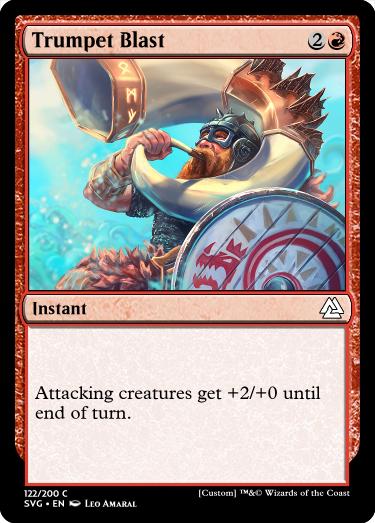 Trumpet Blast 2
Instant
Attacking creatures get +2/+0 until
end of turn.
122/200 C
SVG • EN Leo Amaral
[Custom] ™&© Wizards of the Coast